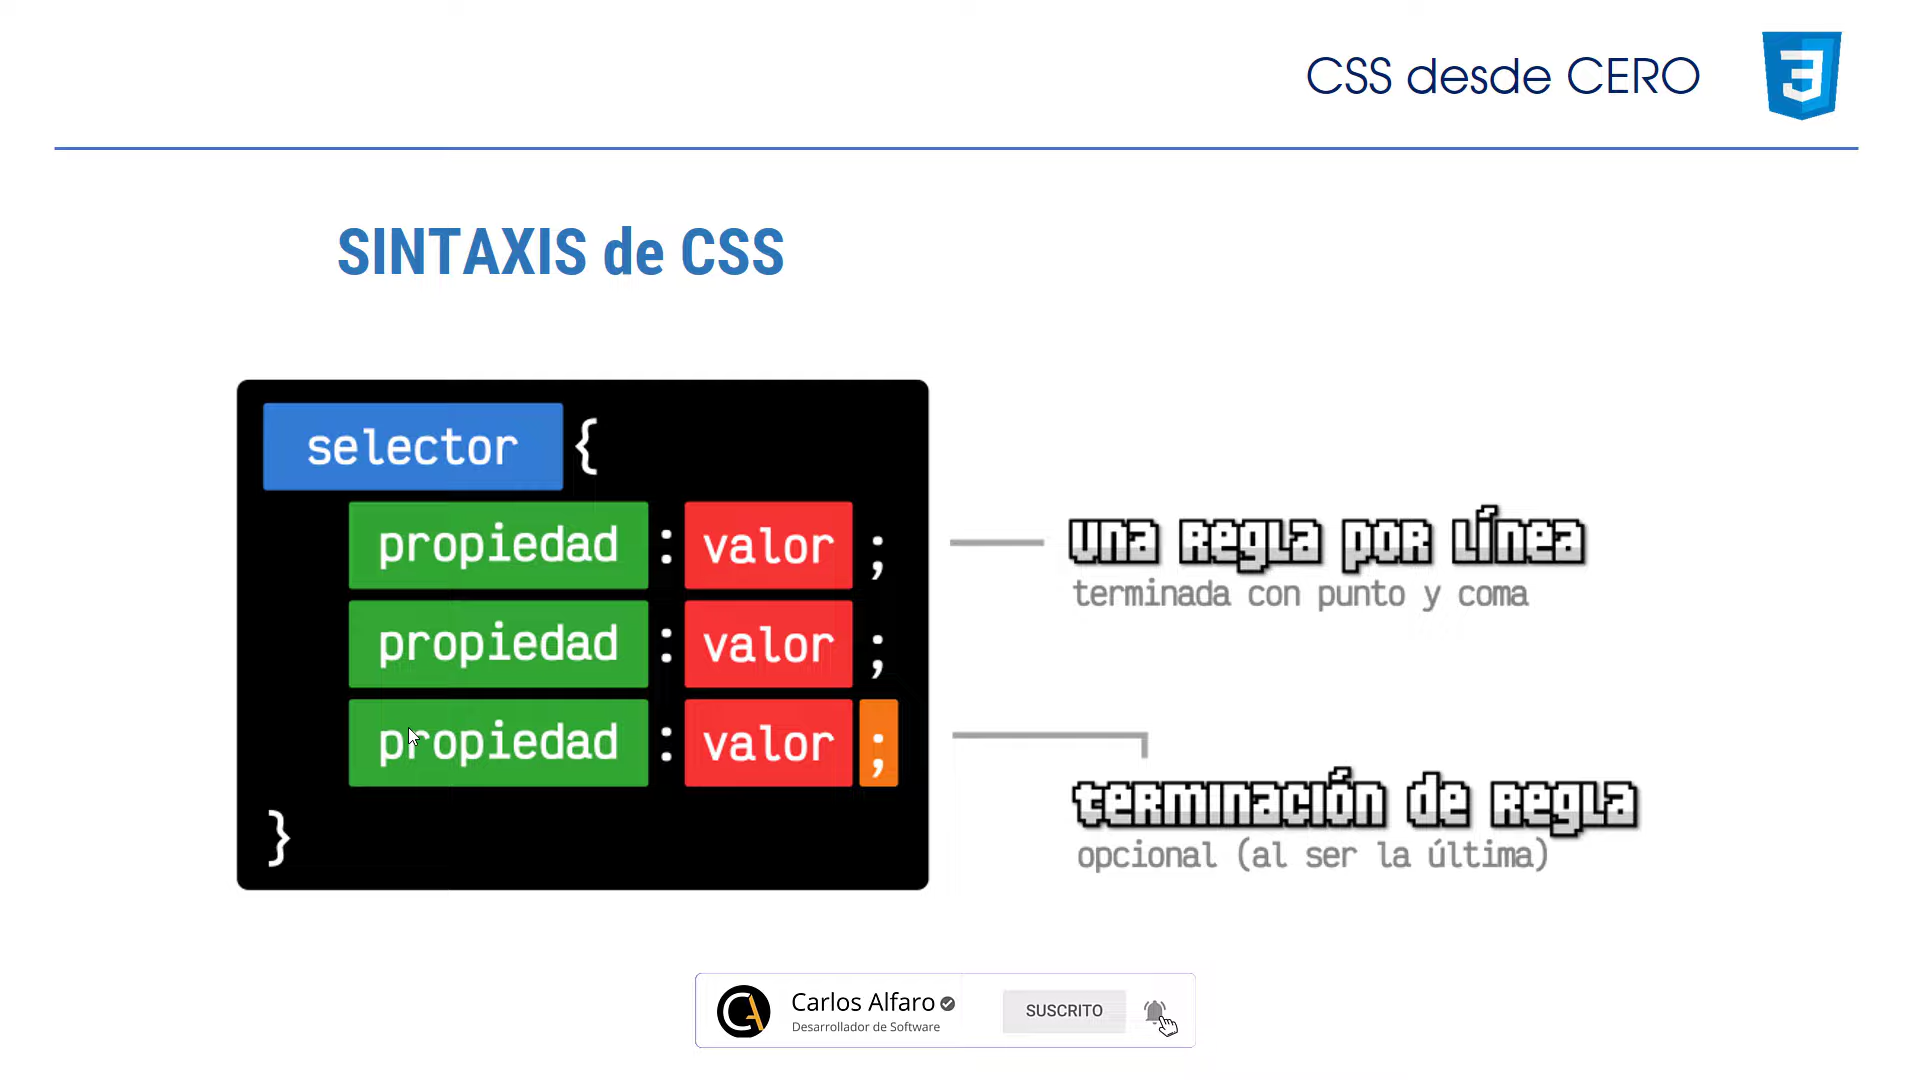 CSS desde CERO
3
SINTAXIS de CSS
selector {
propiedad : valor ;
propiedad : valor ;
propiedad : valor ;
}
una regla por línea
terminada con punto y coma
terminación de regla
opcional (al ser la última)
CA
Carlos Alfaro
Desarrollador de Software
SUSCRITO